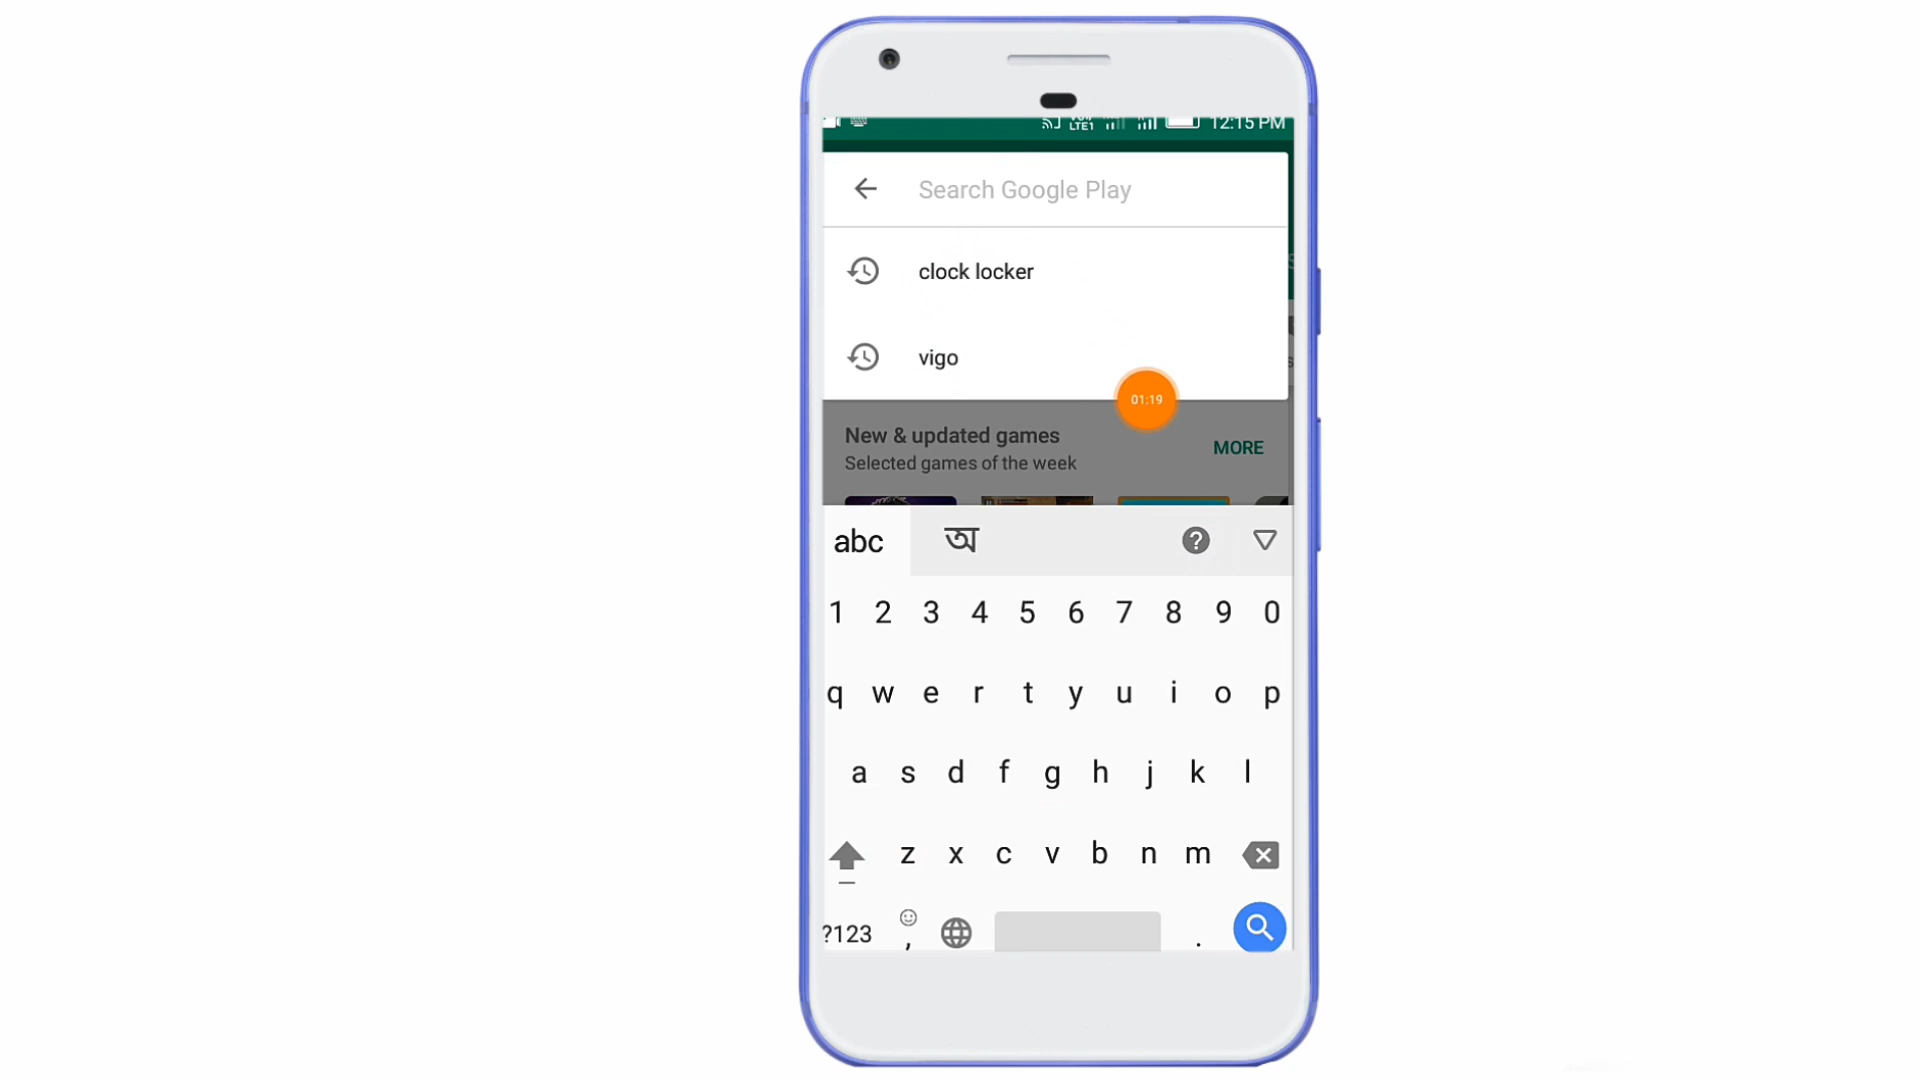 LTE1 12:15 PM
Search Google Play
clock locker
vigo
01:19
New & updated games
MORE
Selected games of the week
abc অ
1 2 3 4 5 6 7 8 9 0
q w e r t y u i o p
a s d f g h j k l
z x c v b n m
?123 , .